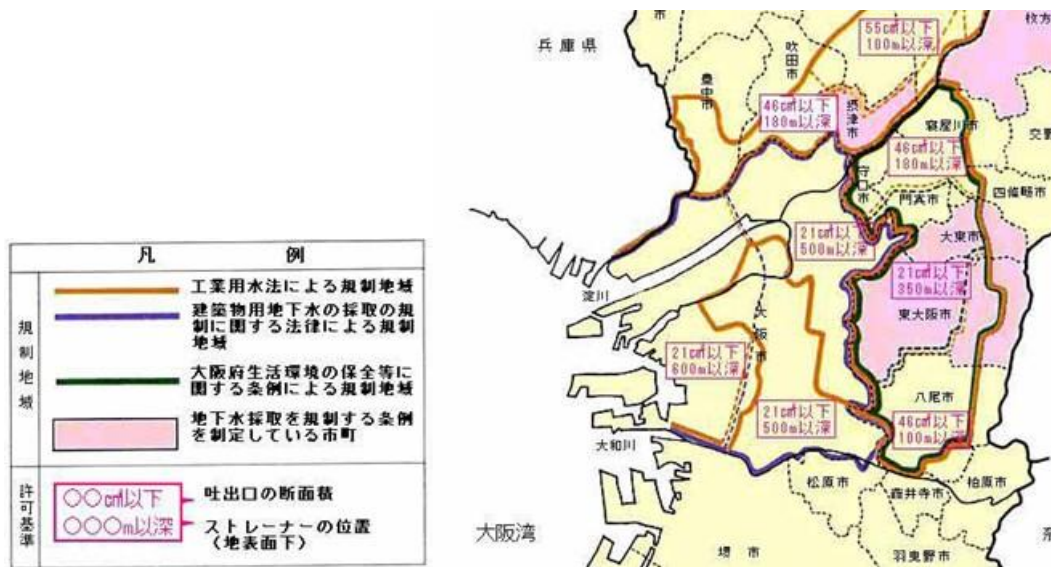 凡 例
規制地域
工業用水法による規制地域
建築物用地下水の採取の規
制に関する法律による規制
地域
大阪府生活環境の保全等に
関する条例による規制地域
地下水採取を規制する条例
を制定している市町
許可基準
○○c㎡以下
○○○m以深
吐出口の断面積
ストレーナーの位置
(地表面下)
兵庫県
市
吹田市
豊中市
55c㎡以下
100m以深
枚方
46c㎡以下
180m以深
摂津市
寝屋川市
交野
46c㎡以下
180m以深
守口市
門真市
四條畷市
21c㎡以下
500m以深
大東市
21c㎡以下
350m以深
東大阪市
淀川
大阪市
21c㎡以下
600m以深
21c㎡以下
500m以深
八尾市
46c㎡以下
100m以深
大和川
松原市
柏原市
大阪湾
堺市
羽曳野市